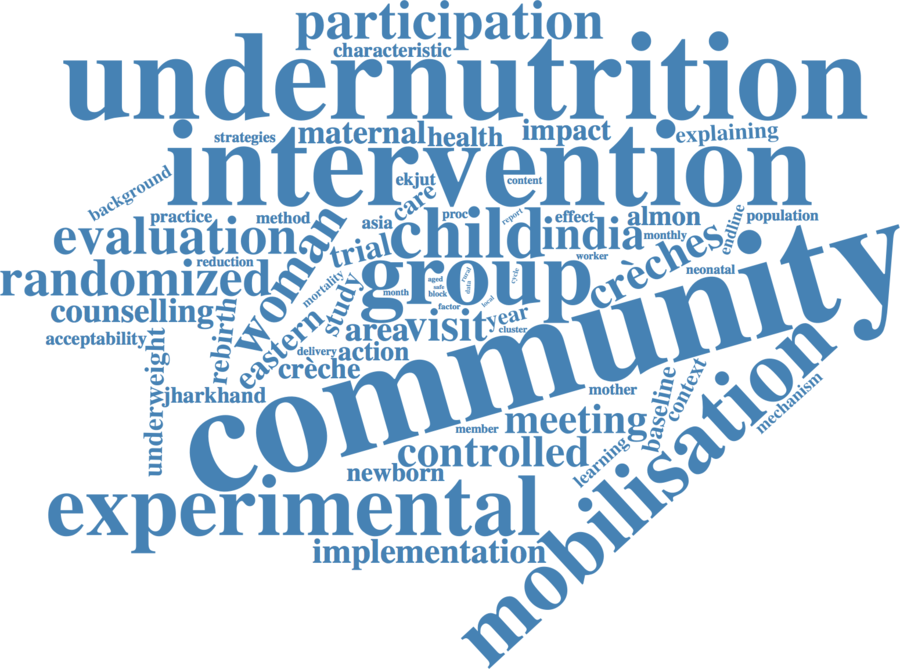 participation
characteristic
undernutrition
strategies
maternal
health
impact
explaining
intervention
background
ekjut
content
care
practice
method
asia
proc
report
effect
almon
population
evaluation
woman
trial
child
india
monthly
endline
reduction
worker
crèches
neonatal
randomized
mortality
study
month
group
aged
safe
block
rural
data
cycle
factor
local
counselling
rebirth
eastern
area
visit
year
cluster
community
acceptability
underweight
delivery
action
crèche
jharkhand
mother
baseline
context
mechanism
member
meeting
controlled
learning
mobilisation
newborn
experimental
implementation